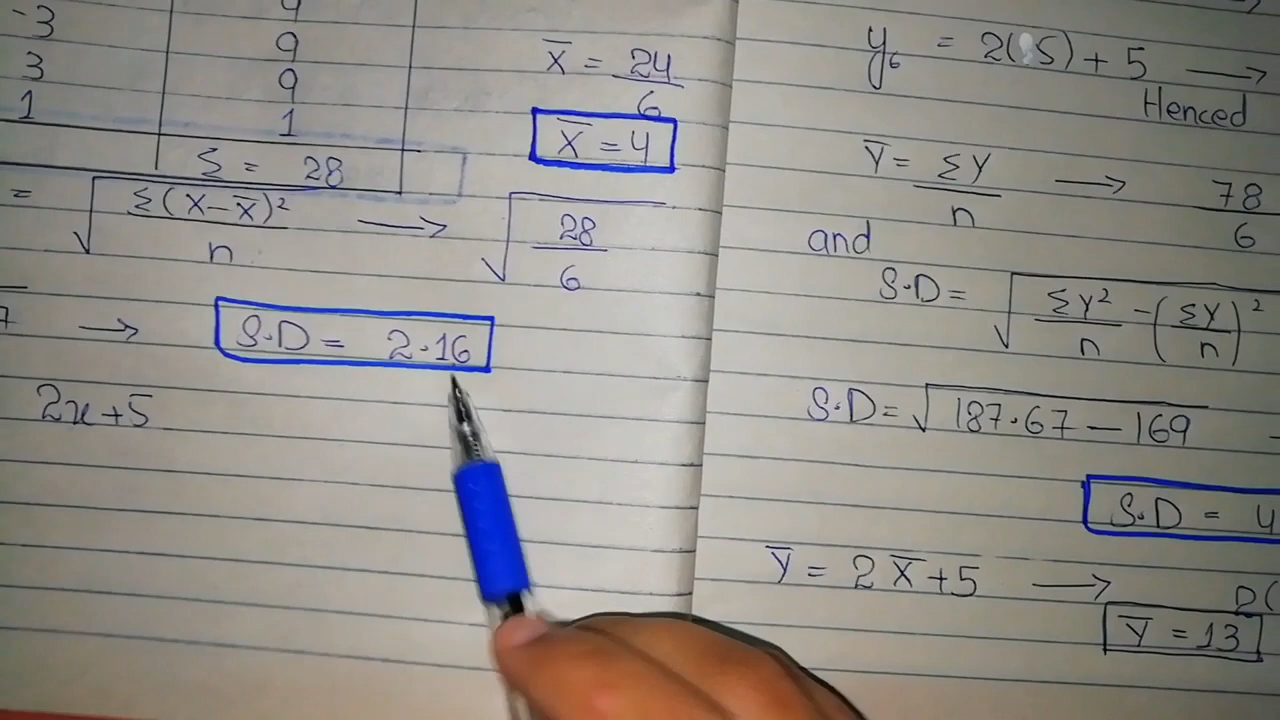 -3 9
3 9
1 1
Σ = 28
= √ Σ(X-X̄)² / n → √ 28 / 6
7 → S.D = 2.16
2x+5
X̄ = 24 / 6
X̄ = 4
y₆ = 2(5) + 5 →
Henced
Ȳ = ΣY / n → 78 / 6
and
S.D = √ ΣY² / n - (ΣY / n)²
S.D = √ 187.67 - 169
S.D = 4
Ȳ = 2X̄+5 →
Ȳ = 13